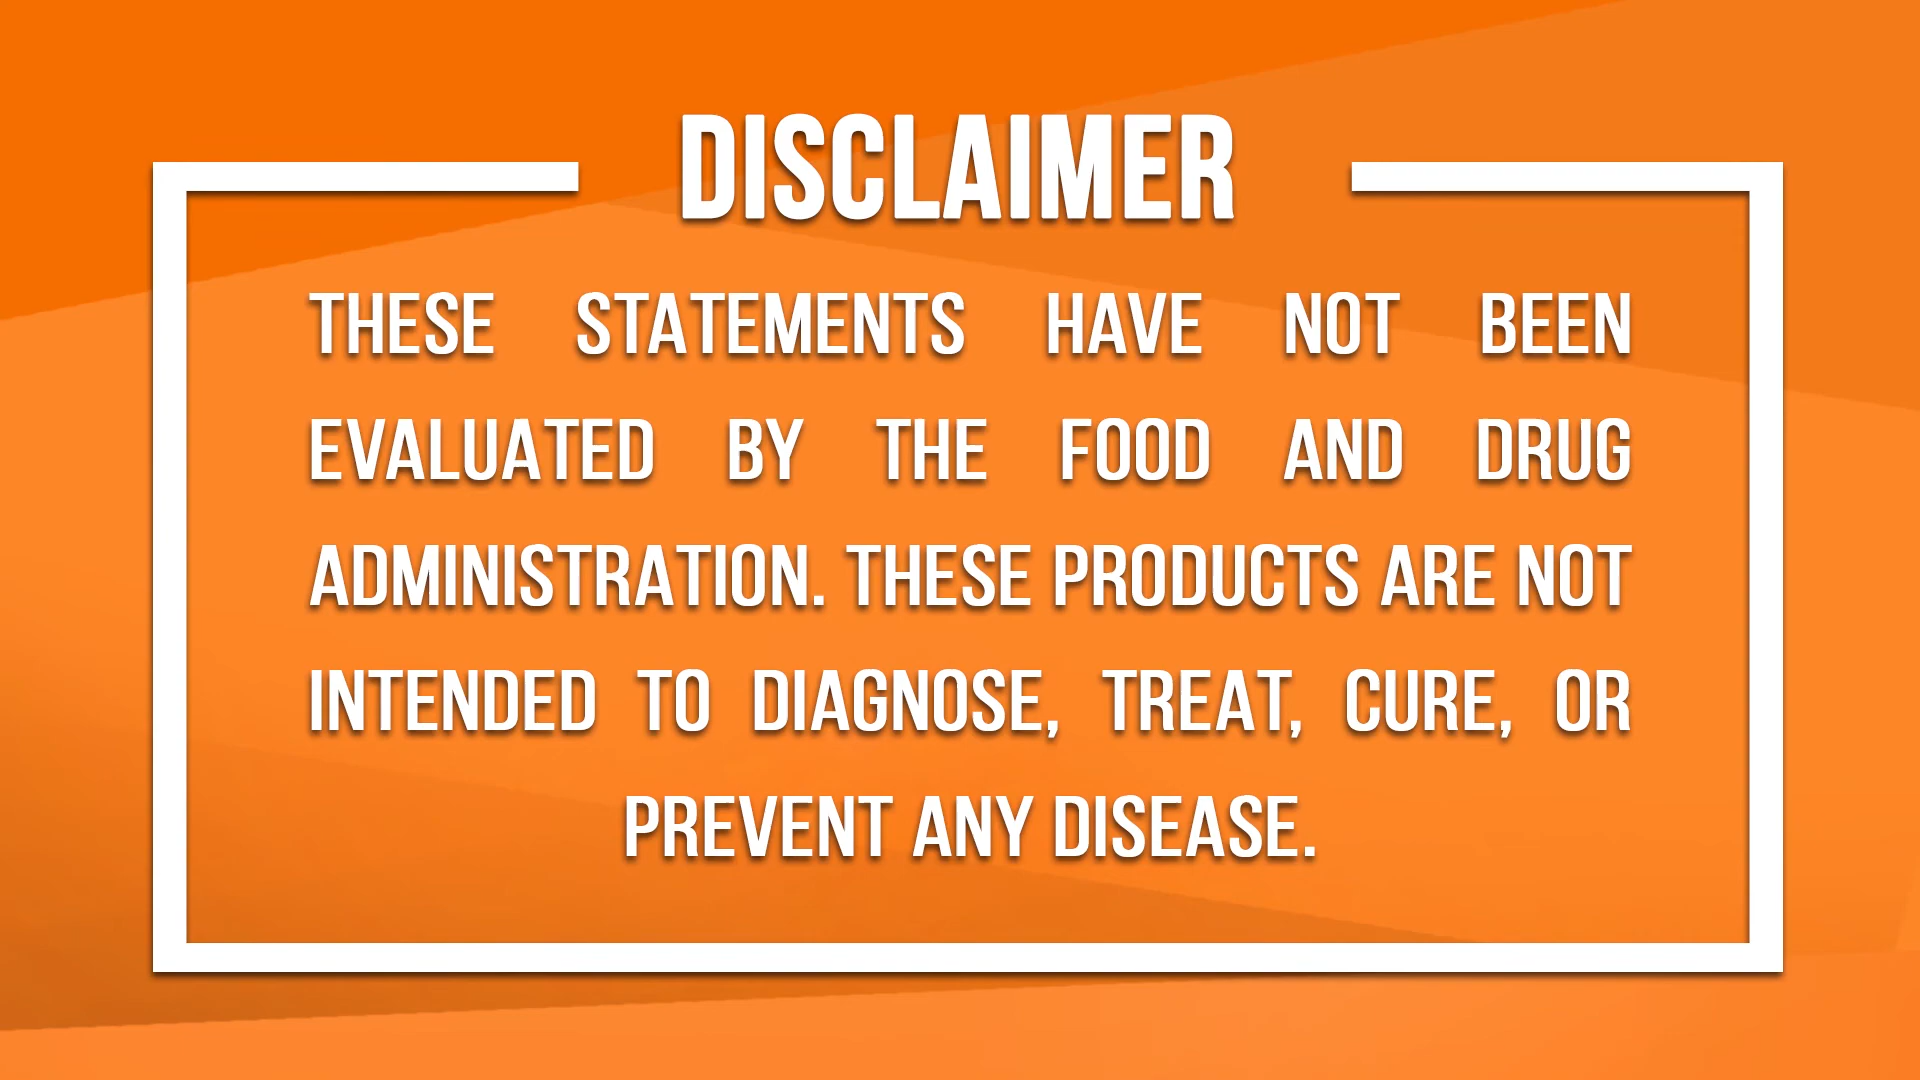 DISCLAIMER
THESE STATEMENTS HAVE NOT BEEN
EVALUATED BY THE FOOD AND DRUG
ADMINISTRATION. THESE PRODUCTS ARE NOT
INTENDED TO DIAGNOSE, TREAT, CURE, OR
PREVENT ANY DISEASE.